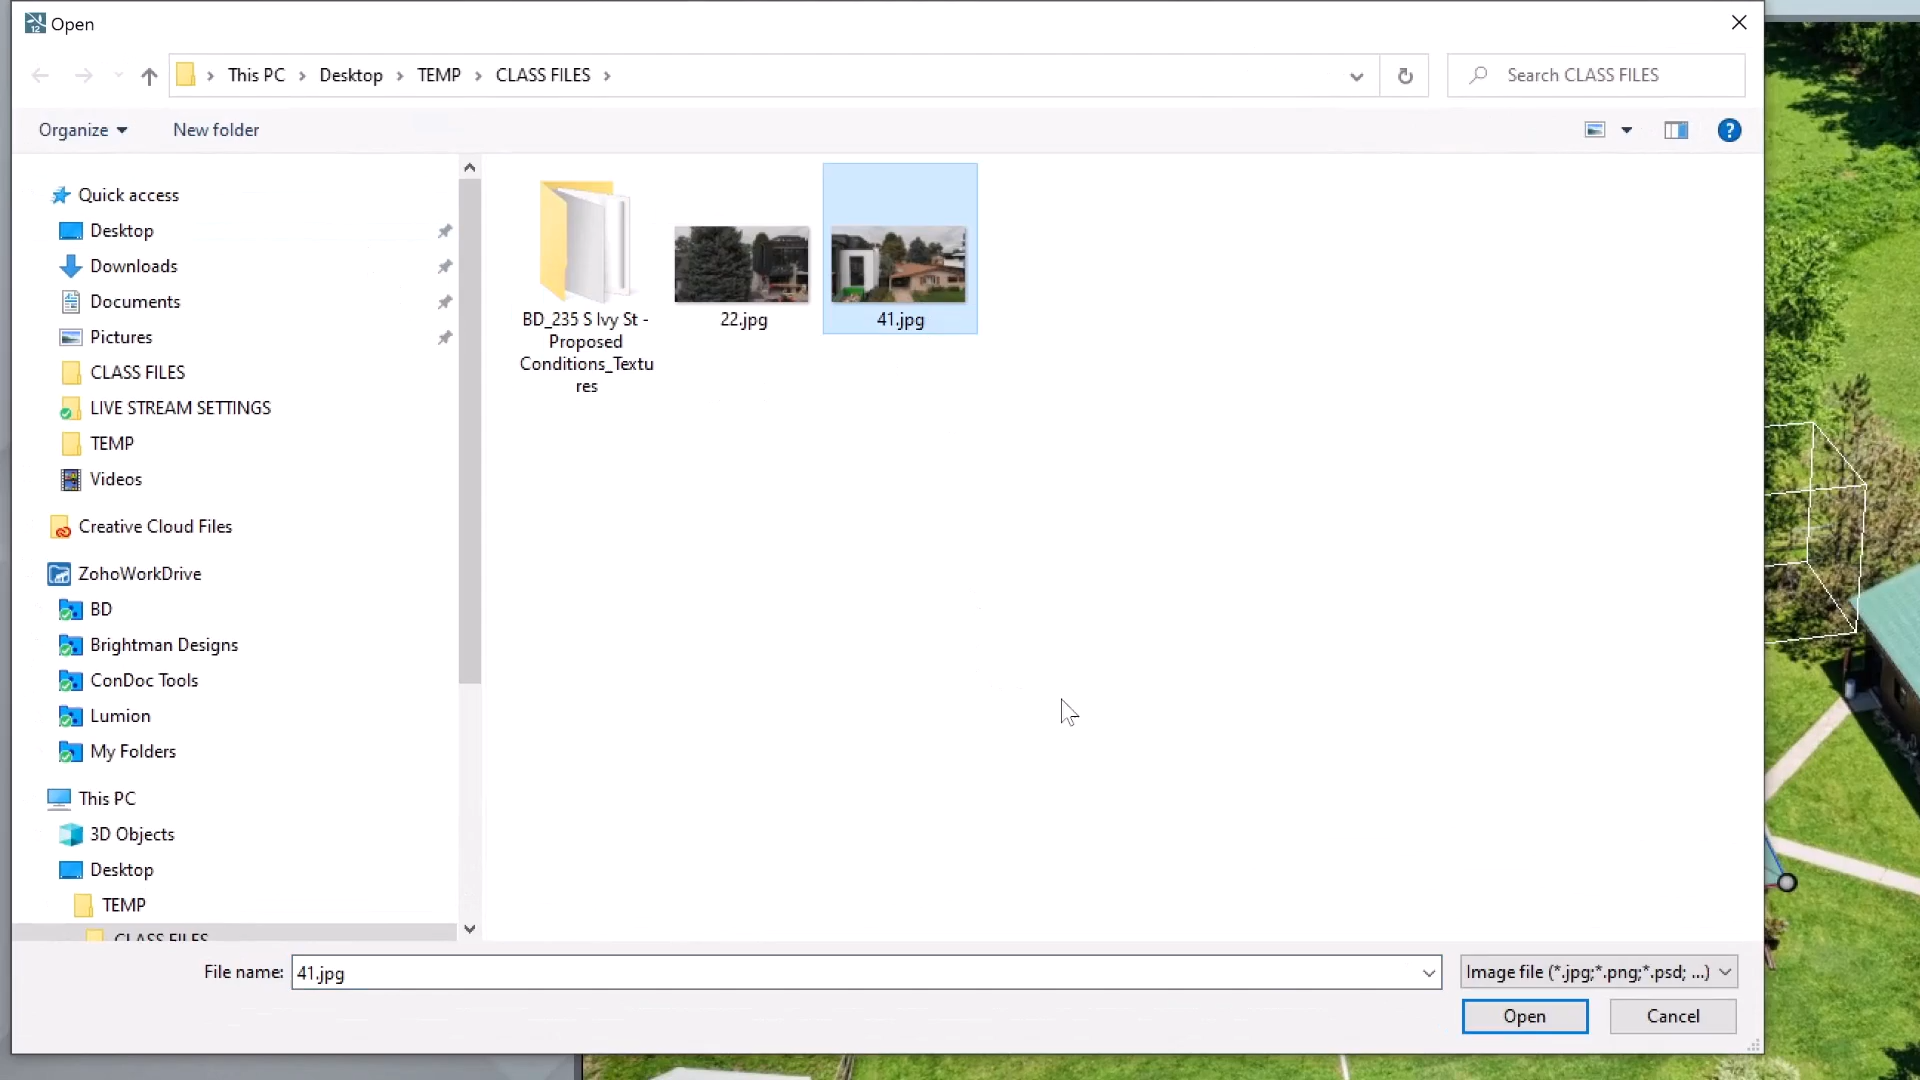 12
Open
This PC
Desktop
TEMP
CLASS FILES
Search CLASS FILES
Organize
New folder
?
Quick access
Desktop
Downloads
Documents
Pictures
CLASS FILES
LIVE STREAM SETTINGS
TEMP
Videos
Creative Cloud Files
ZohoWorkDrive
BD
Brightman Designs
ConDoc Tools
Lumion
My Folders
This PC
3D Objects
Desktop
TEMP
CLASS FILES
BD_235 S Ivy St -
Proposed
Conditions_Textu
res
22.jpg
41.jpg
File name:
41.jpg
Image file (*.jpg;*.png;*.psd; ...)
Open
Cancel